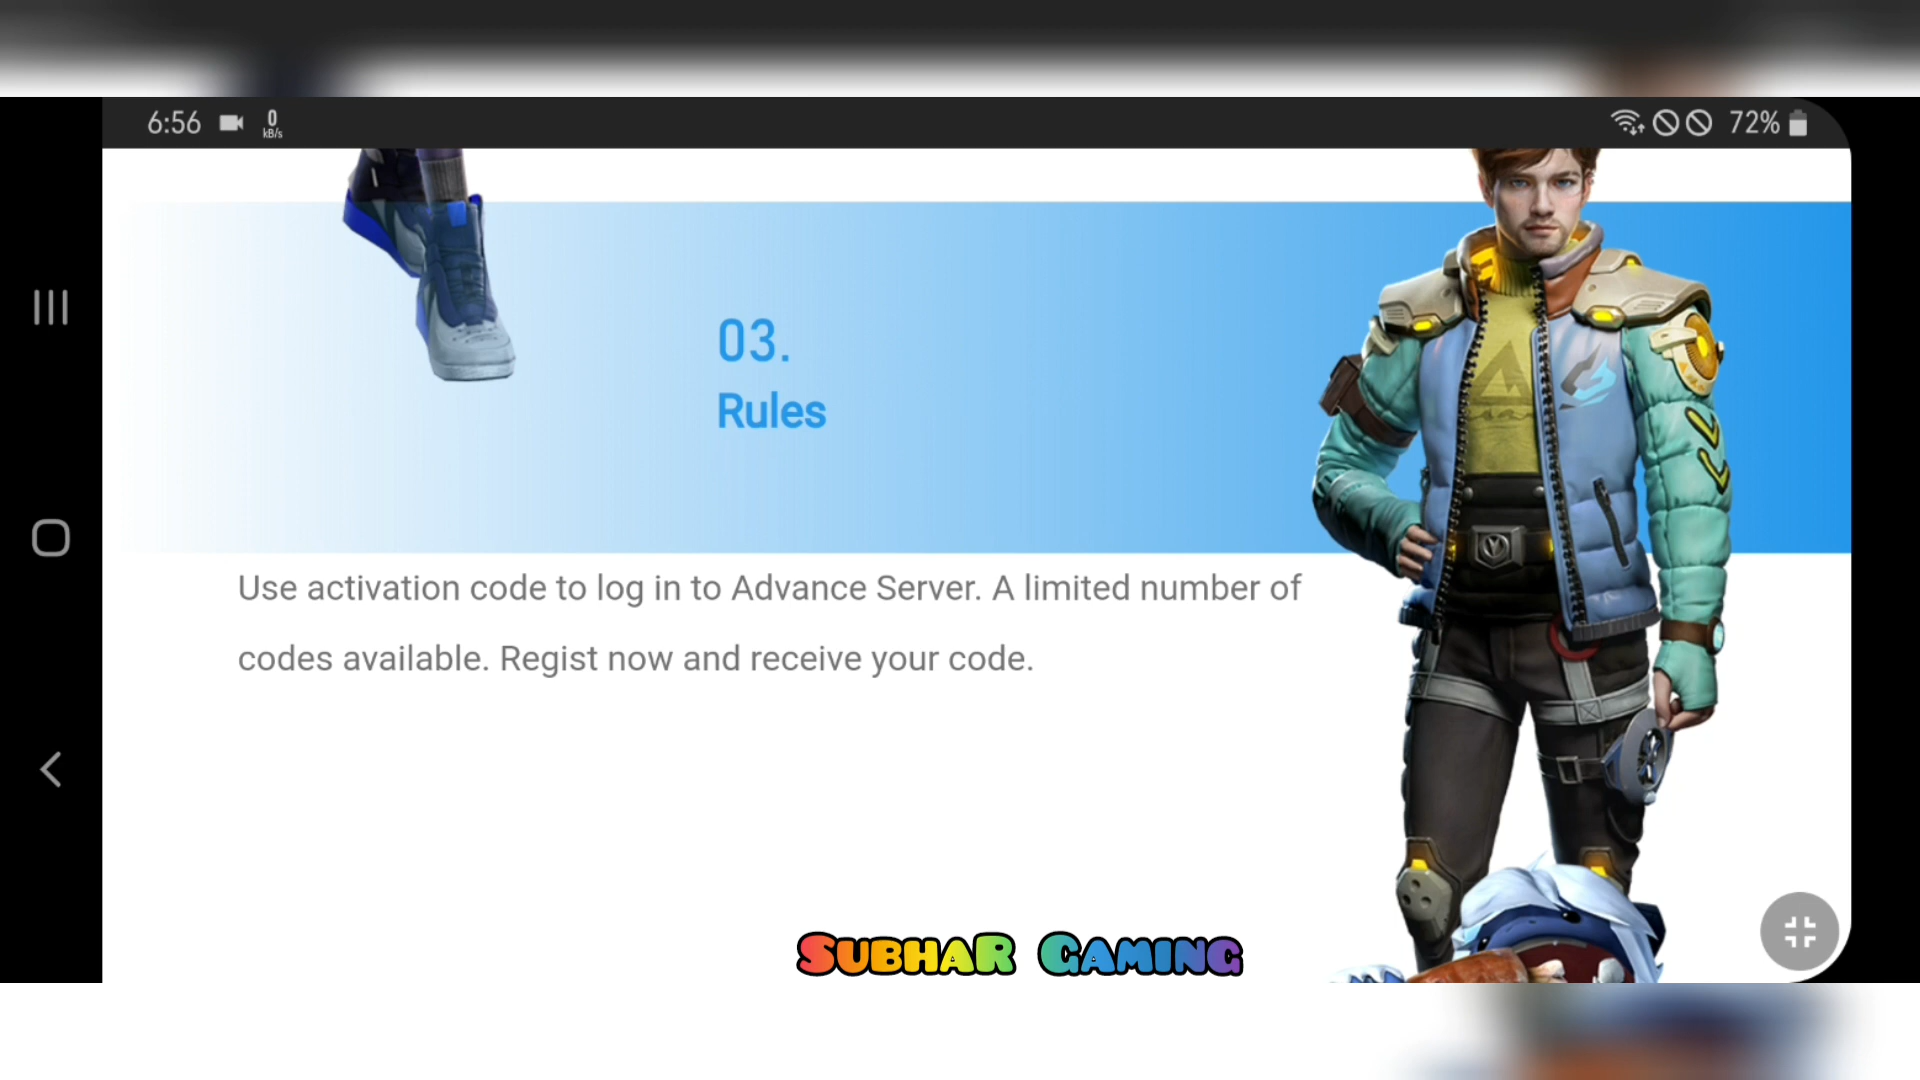 6:56 0 kB/s 72%
03.
Rules
Use activation code to log in to Advance Server. A limited number of
codes available. Regist now and receive your code.
SUBHAR GAMING